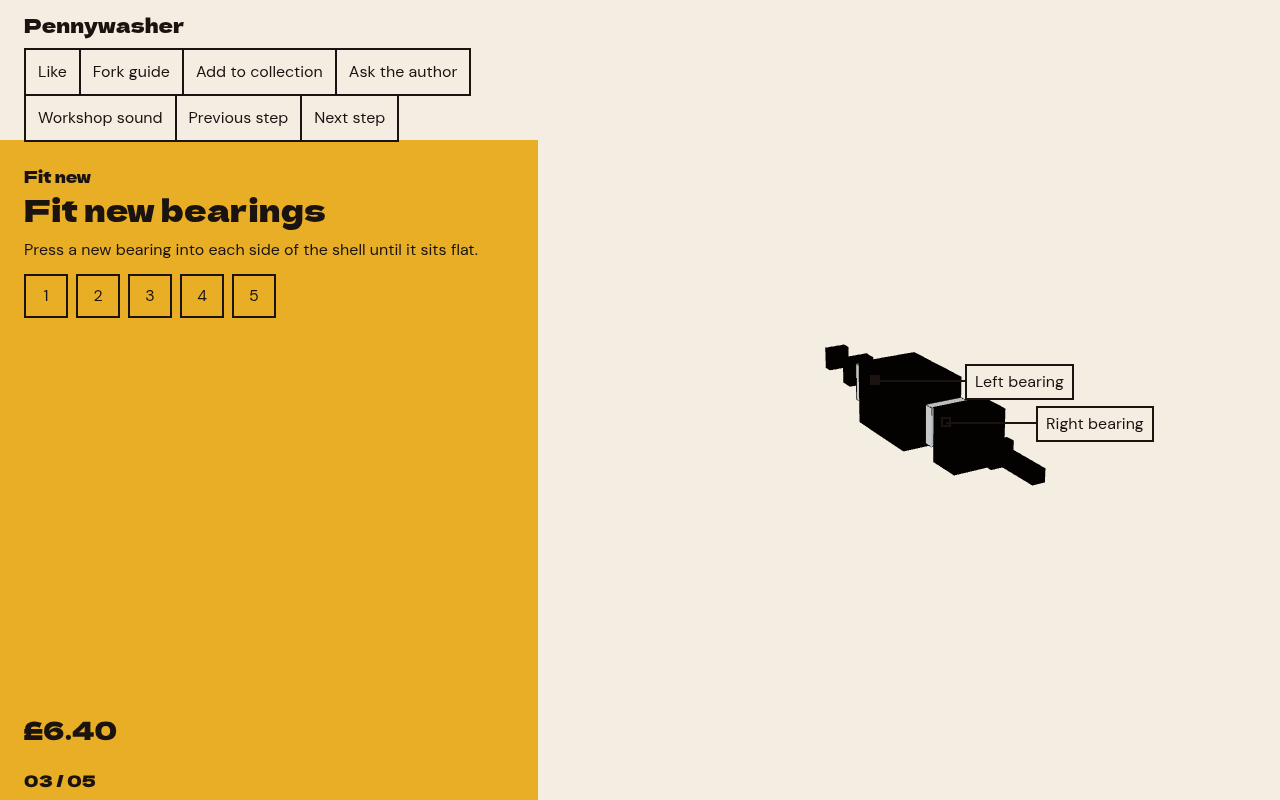 Pennywasher
Like Fork guide Add to collection Ask the author
Workshop sound Previous step Next step
Fit new
Fit new bearings
Press a new bearing into each side of the shell until it sits flat.
1 2 3 4 5
Left bearing
Right bearing
£6.40
03 / 05